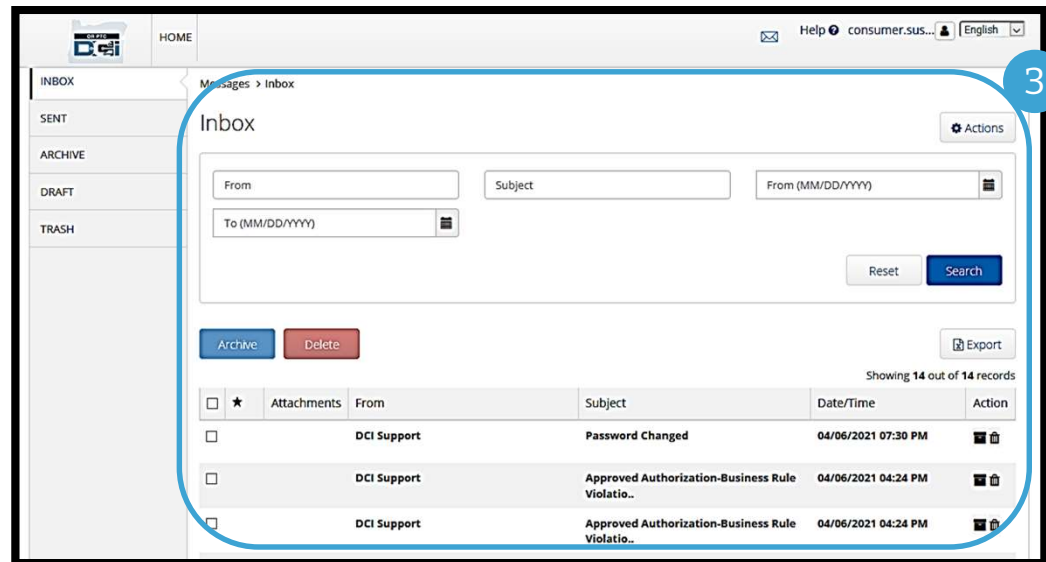 OR PTC
DCi
HOME
Help consumer.sus... English
INBOX
SENT
ARCHIVE
DRAFT
TRASH
Messages > Inbox
3
Inbox
Actions
From
Subject
From (MM/DD/YYYY)
To (MM/DD/YYYY)
Reset
Search
Archive
Delete
Export
Showing 14 out of 14 records
Attachments From Subject Date/Time Action
DCI Support Password Changed 04/06/2021 07:30 PM
DCI Support Approved Authorization-Business Rule 04/06/2021 04:24 PM
Violatio..
DCI Support Approved Authorization-Business Rule 04/06/2021 04:24 PM
Violatio..